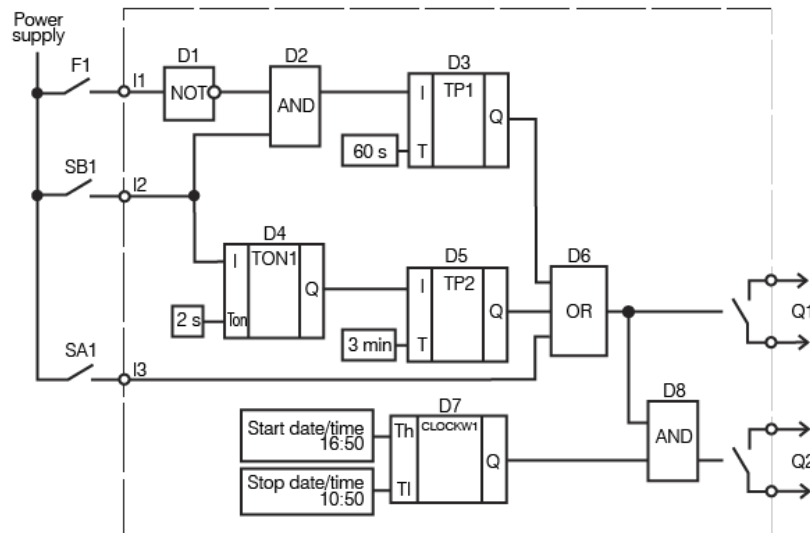 Power
supply
F1
I1
D1
NOT
D2
AND
D3
I
TP1
Q
60 s
T
SB1
I2
D4
I
TON1
Q
2 s
Ton
D5
I
TP2
Q
3 min
T
D6
OR
Q1
SA1
I3
D7
Start date/time
16:50
Th
CLOCKW1
Q
Stop date/time
10:50
Tl
D8
AND
Q2